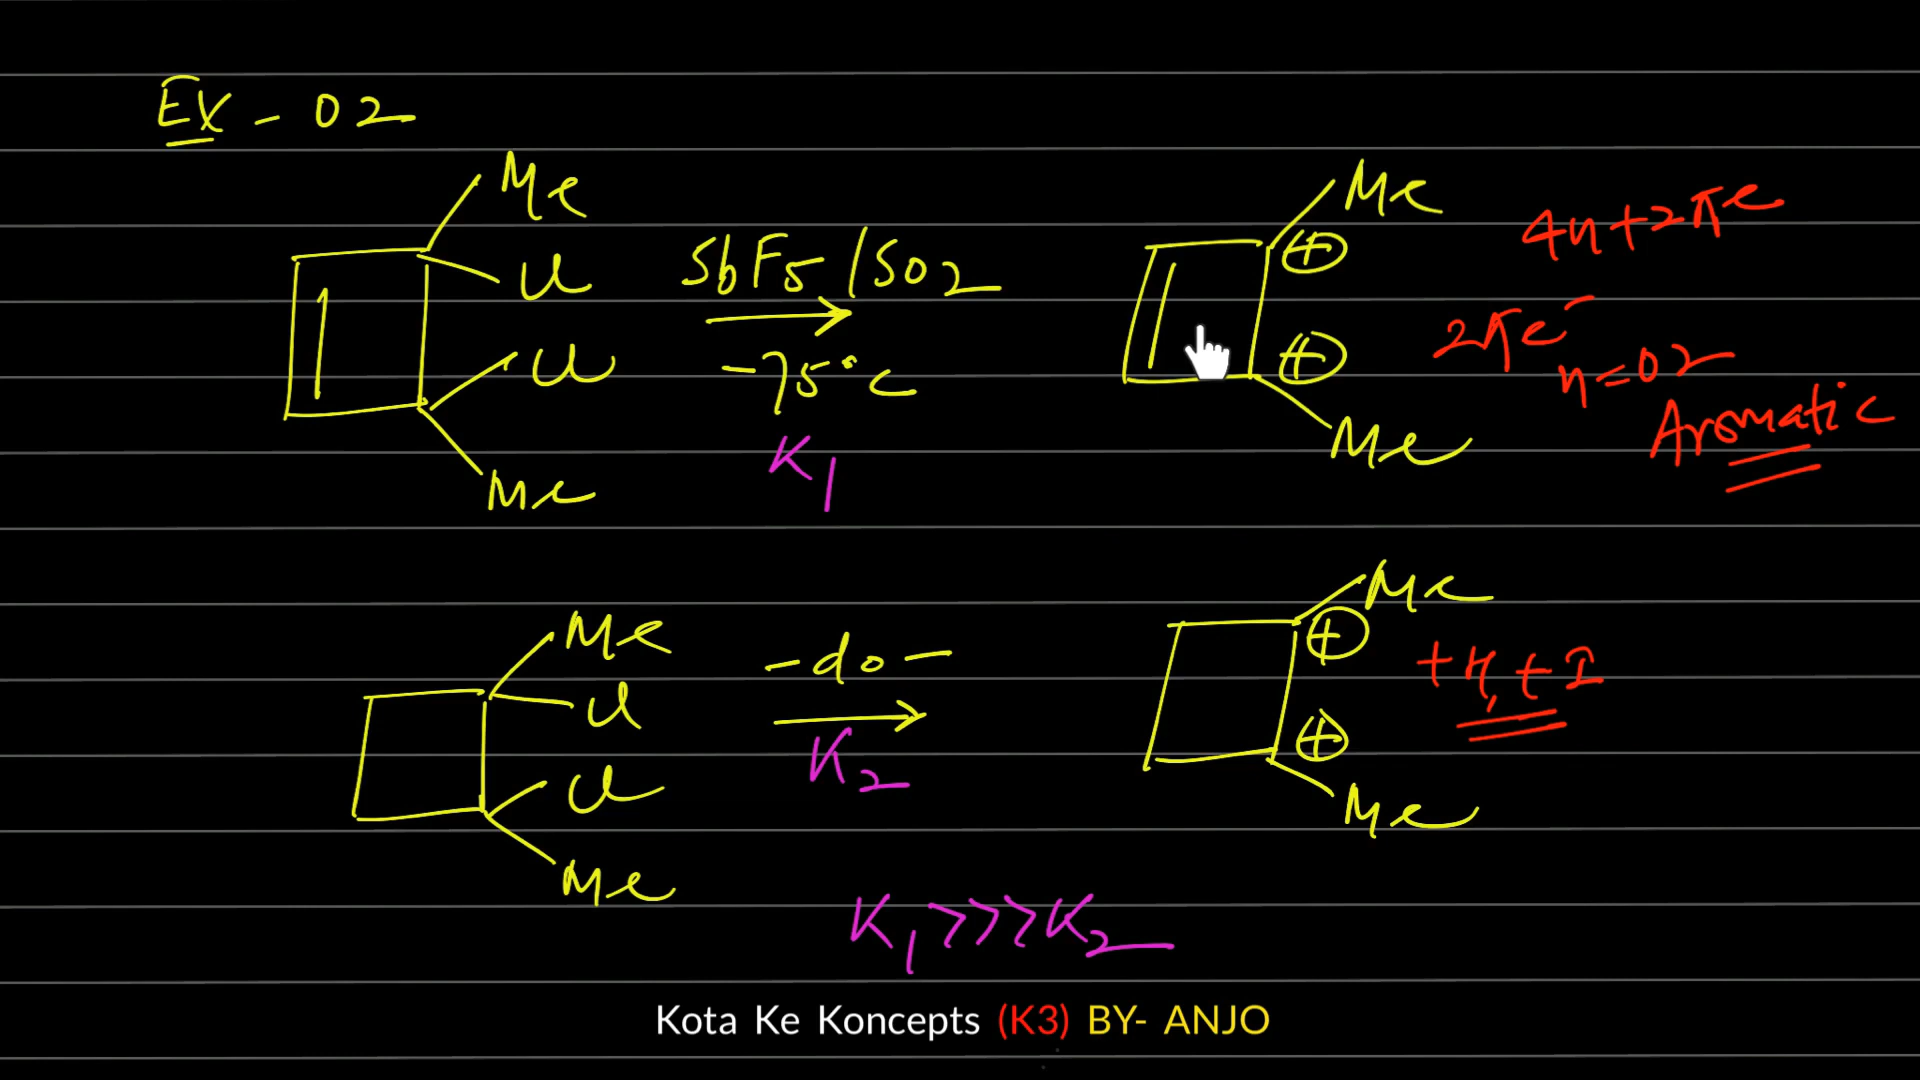 EX - 02
Me
Cl
Cl
Me
SbF5 / SO2
-75°C
K1
Me
⊕
⊕
Me
4n+2πe
2πe-
n=02
Aromatic
Me
Cl
Cl
Me
-do-
K2
Me
⊕
⊕
Me
+H, +I
K1 >>> K2
Kota Ke Koncepts (K3) BY- ANJO